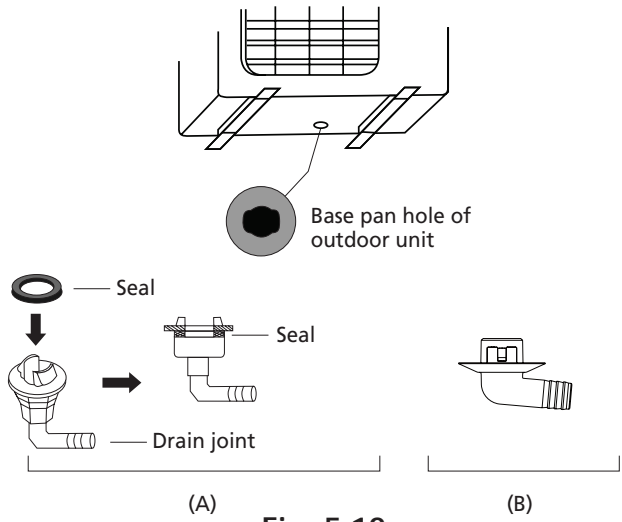 Base pan hole of
outdoor unit
Seal
Seal
Drain joint
(A)
(B)